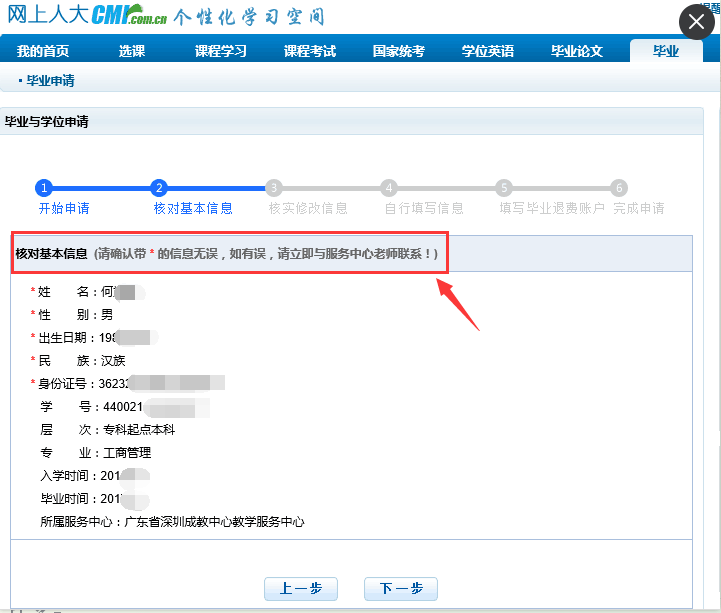 网上人大 CMR.com.cn 个性化学习空间
提醒
我的首页 选课 课程学习 课程考试 国家统考 学位英语 毕业论文 毕业
·毕业申请
毕业与学位申请
1 2 3 4 5 6
开始申请 核对基本信息 核实修改信息 自行填写信息 填写毕业退费账户 完成申请
核对基本信息 (请确认带 * 的信息无误，如有误，请立即与服务中心老师联系！)
*姓 名：何
*性 别：男
*出生日期：198
*民 族：汉族
*身份证号：3623
学 号：440021
层 次：专科起点本科
专 业：工商管理
入学时间：201
毕业时间：201
所属服务中心：广东省深圳成教中心教学服务中心
上一步 下一步